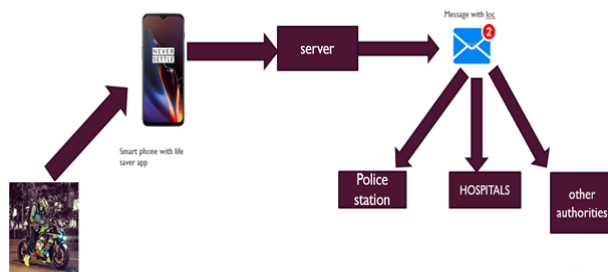 Message with loc
2
NEVER
SETTLE
server
Smart phone with life
saver app
Police
station
HOSPITALS
other
authorities